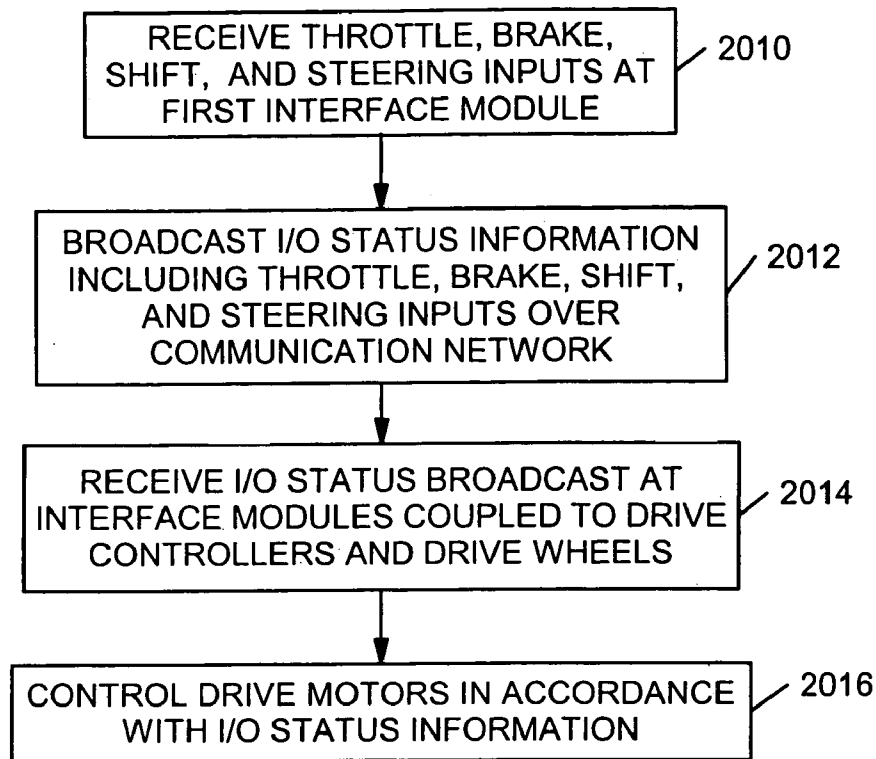 RECEIVE THROTTLE, BRAKE,
SHIFT, AND STEERING INPUTS AT
FIRST INTERFACE MODULE
2010
BROADCAST I/O STATUS INFORMATION
INCLUDING THROTTLE, BRAKE, SHIFT,
AND STEERING INPUTS OVER
COMMUNICATION NETWORK
2012
RECEIVE I/O STATUS BROADCAST AT
INTERFACE MODULES COUPLED TO DRIVE
CONTROLLERS AND DRIVE WHEELS
2014
CONTROL DRIVE MOTORS IN ACCORDANCE
WITH I/O STATUS INFORMATION
2016